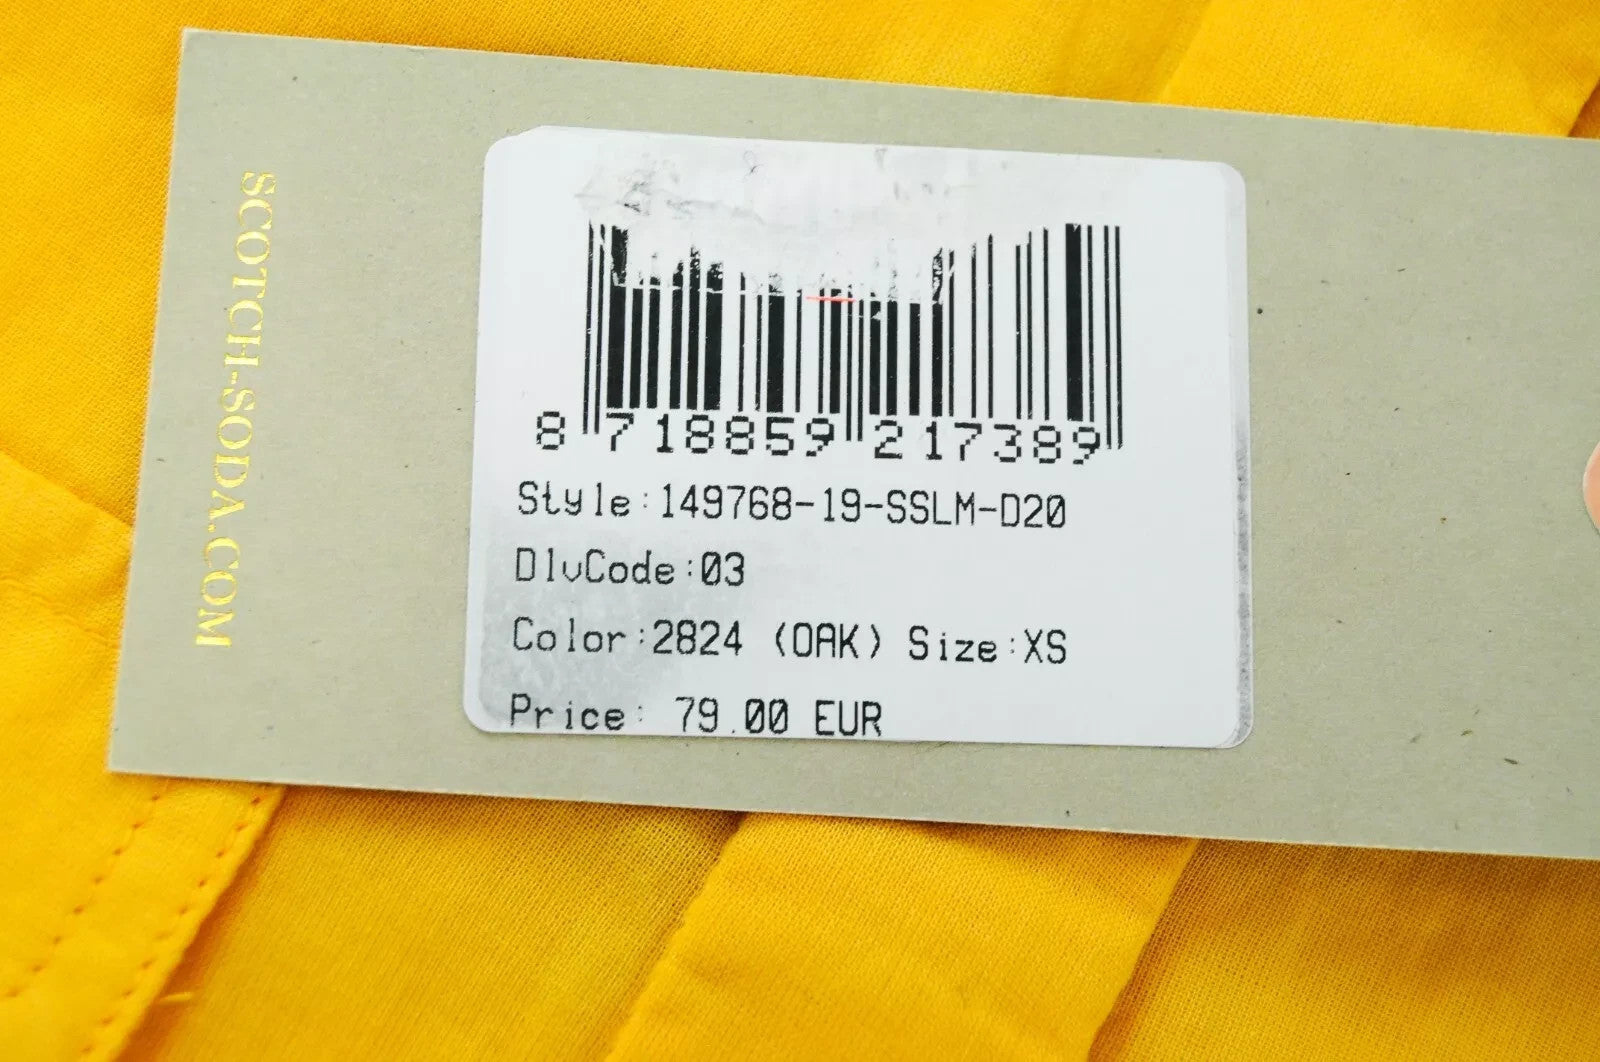 SCOTCH-SODA.COM
8 718859 217389
Style:149768-19-SSLM-D20
DlvCode:03
Color:2824 (OAK) Size:XS
Price: 79.00 EUR